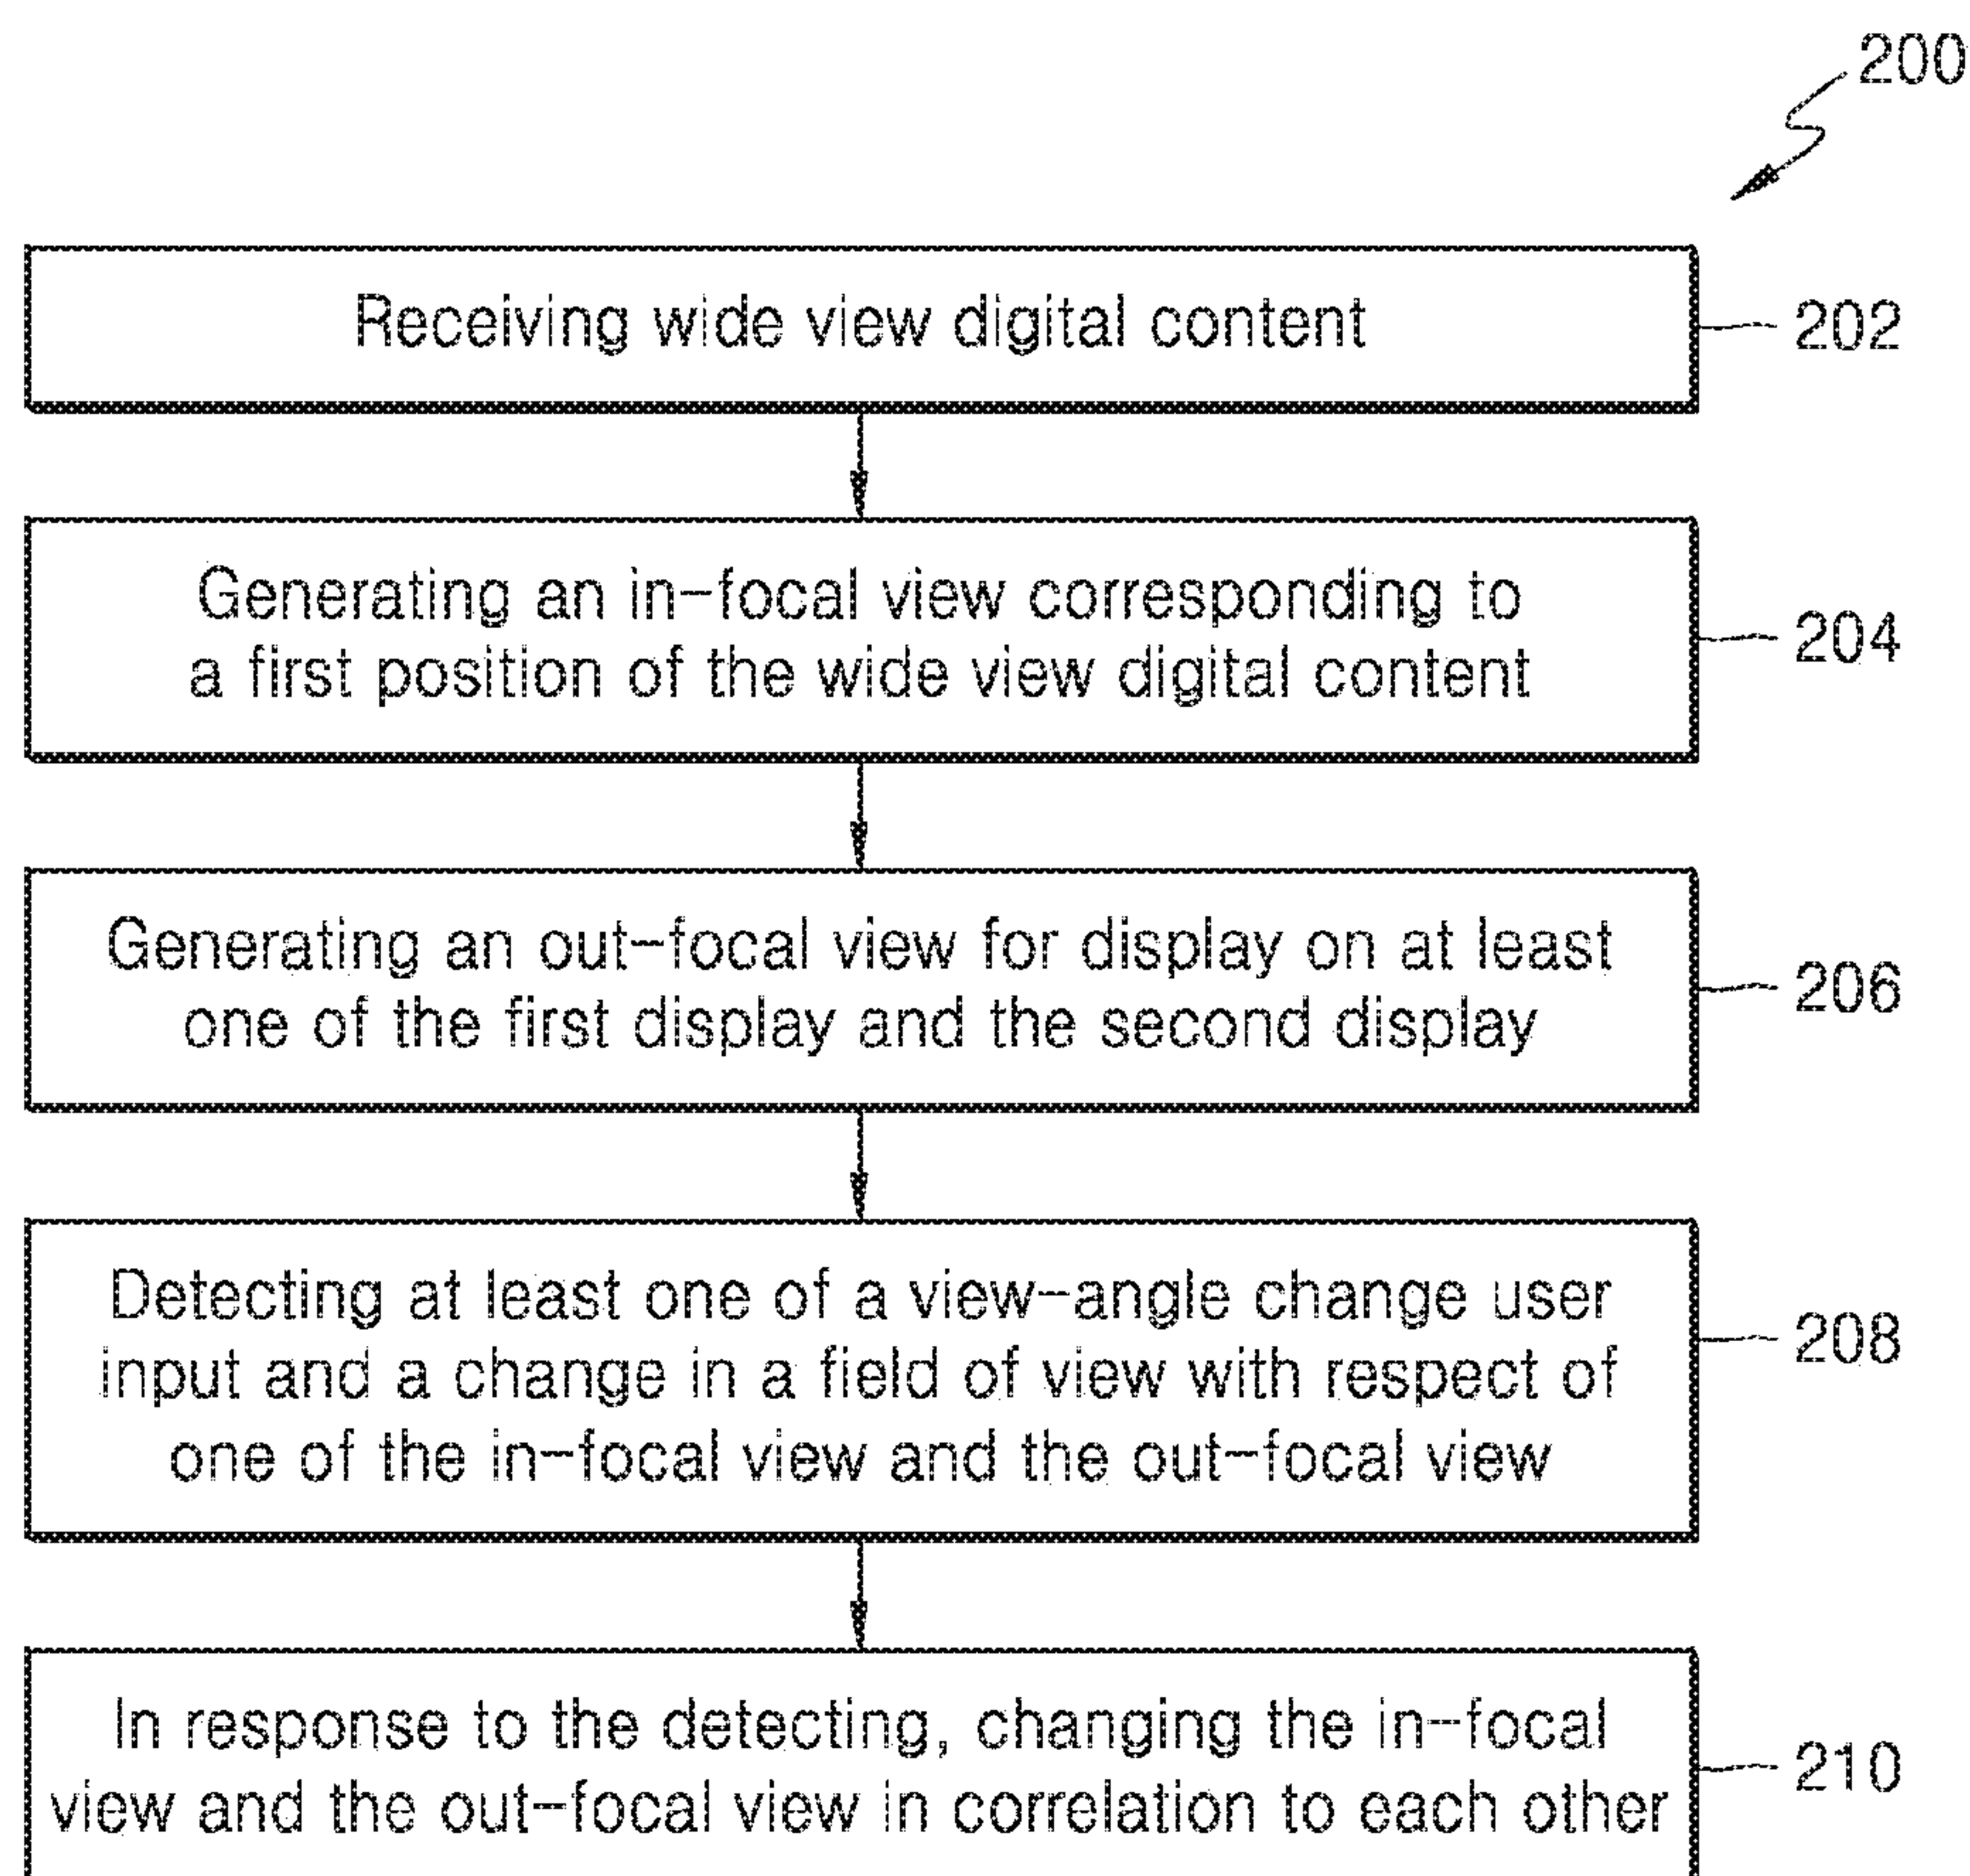 200
Receiving wide view digital content
202
Generating an in-focal view corresponding to
a first position of the wide view digital content
204
Generating an out-focal view for display on at least
one of the first display and the second display
206
Detecting at least one of a view-angle change user
input and a change in a field of view with respect of
one of the in-focal view and the out-focal view
208
In response to the detecting, changing the in-focal
view and the out-focal view in correlation to each other
210